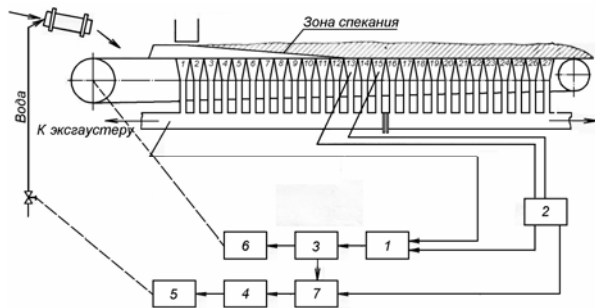 Зона спекания
1 2 3 4 5 6 7 8 9 10 11 12 13 14 15 16 17 18 19 20 21 22 23 24 25 26 27
Вода
К эксгаустеру
2
6 3 1
5 4 7